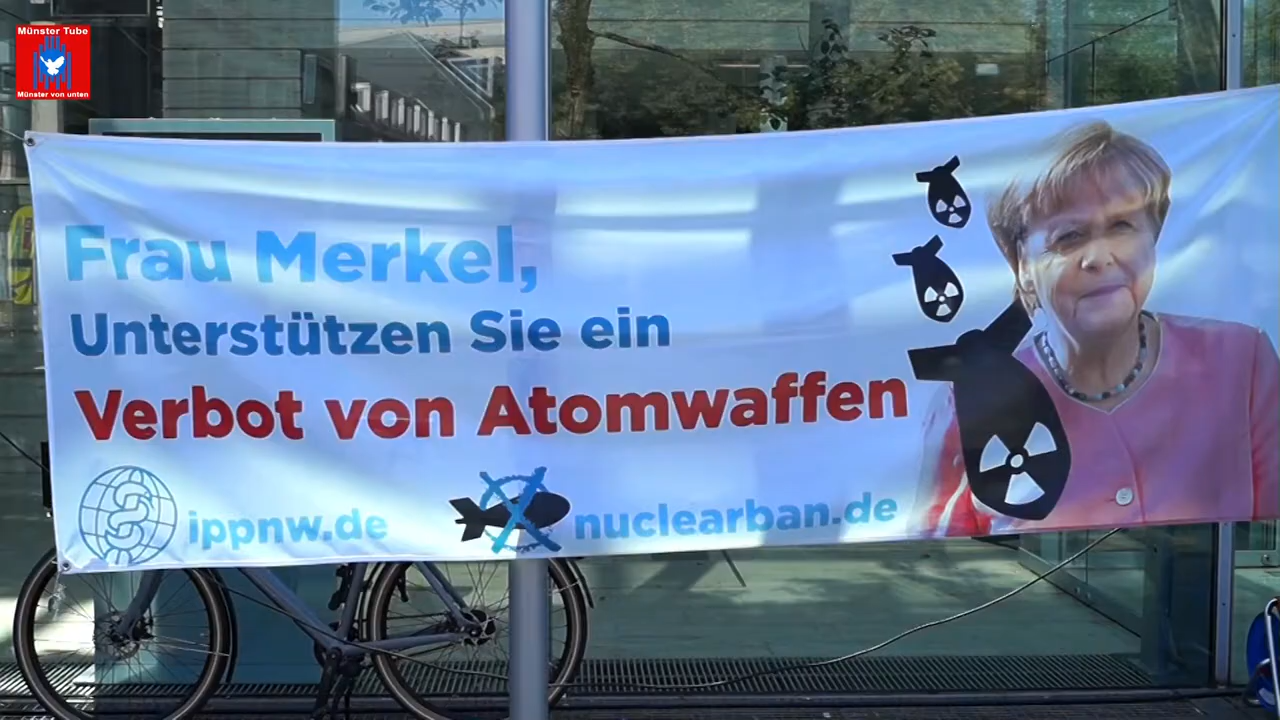 Münster Tube
Münster von unten
Frau Merkel,
Unterstützen Sie ein
Verbot von Atomwaffen
ippnw.de
nuclearban.de